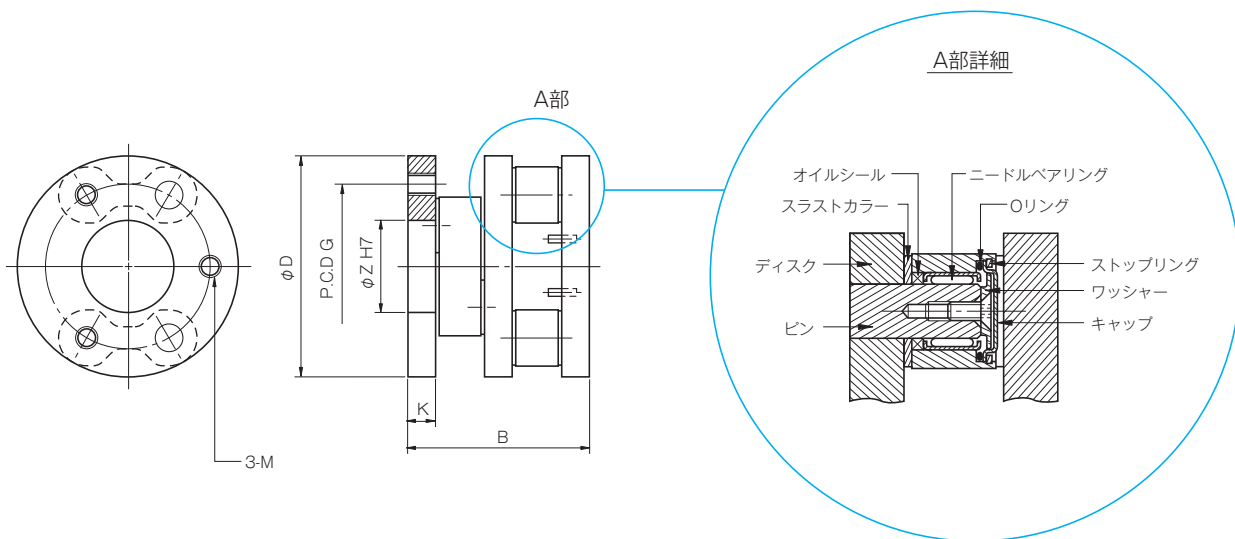 A部詳細
A部
オイルシール
ニードルベアリング
スラストカラー
Oリング
ディスク
ストップリング
ワッシャー
ピン
キャップ
φD
P.C.D G
φZ H7
K
B
3-M